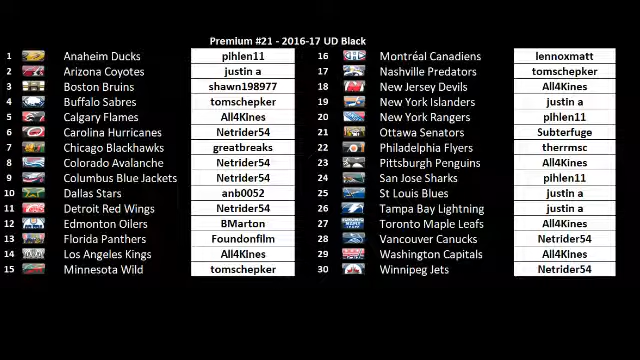 Premium #21 - 2016-17 UD Black
1 Anaheim Ducks plhlen11
2 Arizona Coyotes justin a
3 Boston Bruins shawn198977
4 Buffalo Sabres tomschepker
5 Calgary Flames All4KInes
6 Carolina Hurricanes Netrider54
7 Chicago Blackhawks greatbreaks
8 Colorado Avalanche Netrider54
9 Columbus Blue Jackets Netrider54
10 Dallas Stars anb0052
11 Detroit Red Wings Netrider54
12 Edmonton Oilers BMarton
13 Florida Panthers Foundonfilm
14 Los Angeles Kings All4KInes
15 Minnesota Wild tomschepker
16 Montréal Canadiens lennoxmatt
17 Nashville Predators tomschepker
18 New Jersey Devils All4KInes
19 New York Islanders justin a
20 New York Rangers plhlen11
21 Ottawa Senators Subterfuge
22 Philadelphia Flyers therrmsc
23 Pittsburgh Penguins All4KInes
24 San Jose Sharks plhlen11
25 St Louis Blues justin a
26 Tampa Bay Lightning justin a
27 Toronto Maple Leafs All4KInes
28 Vancouver Canucks Netrider54
29 Washington Capitals All4KInes
30 Winnipeg Jets Netrider54